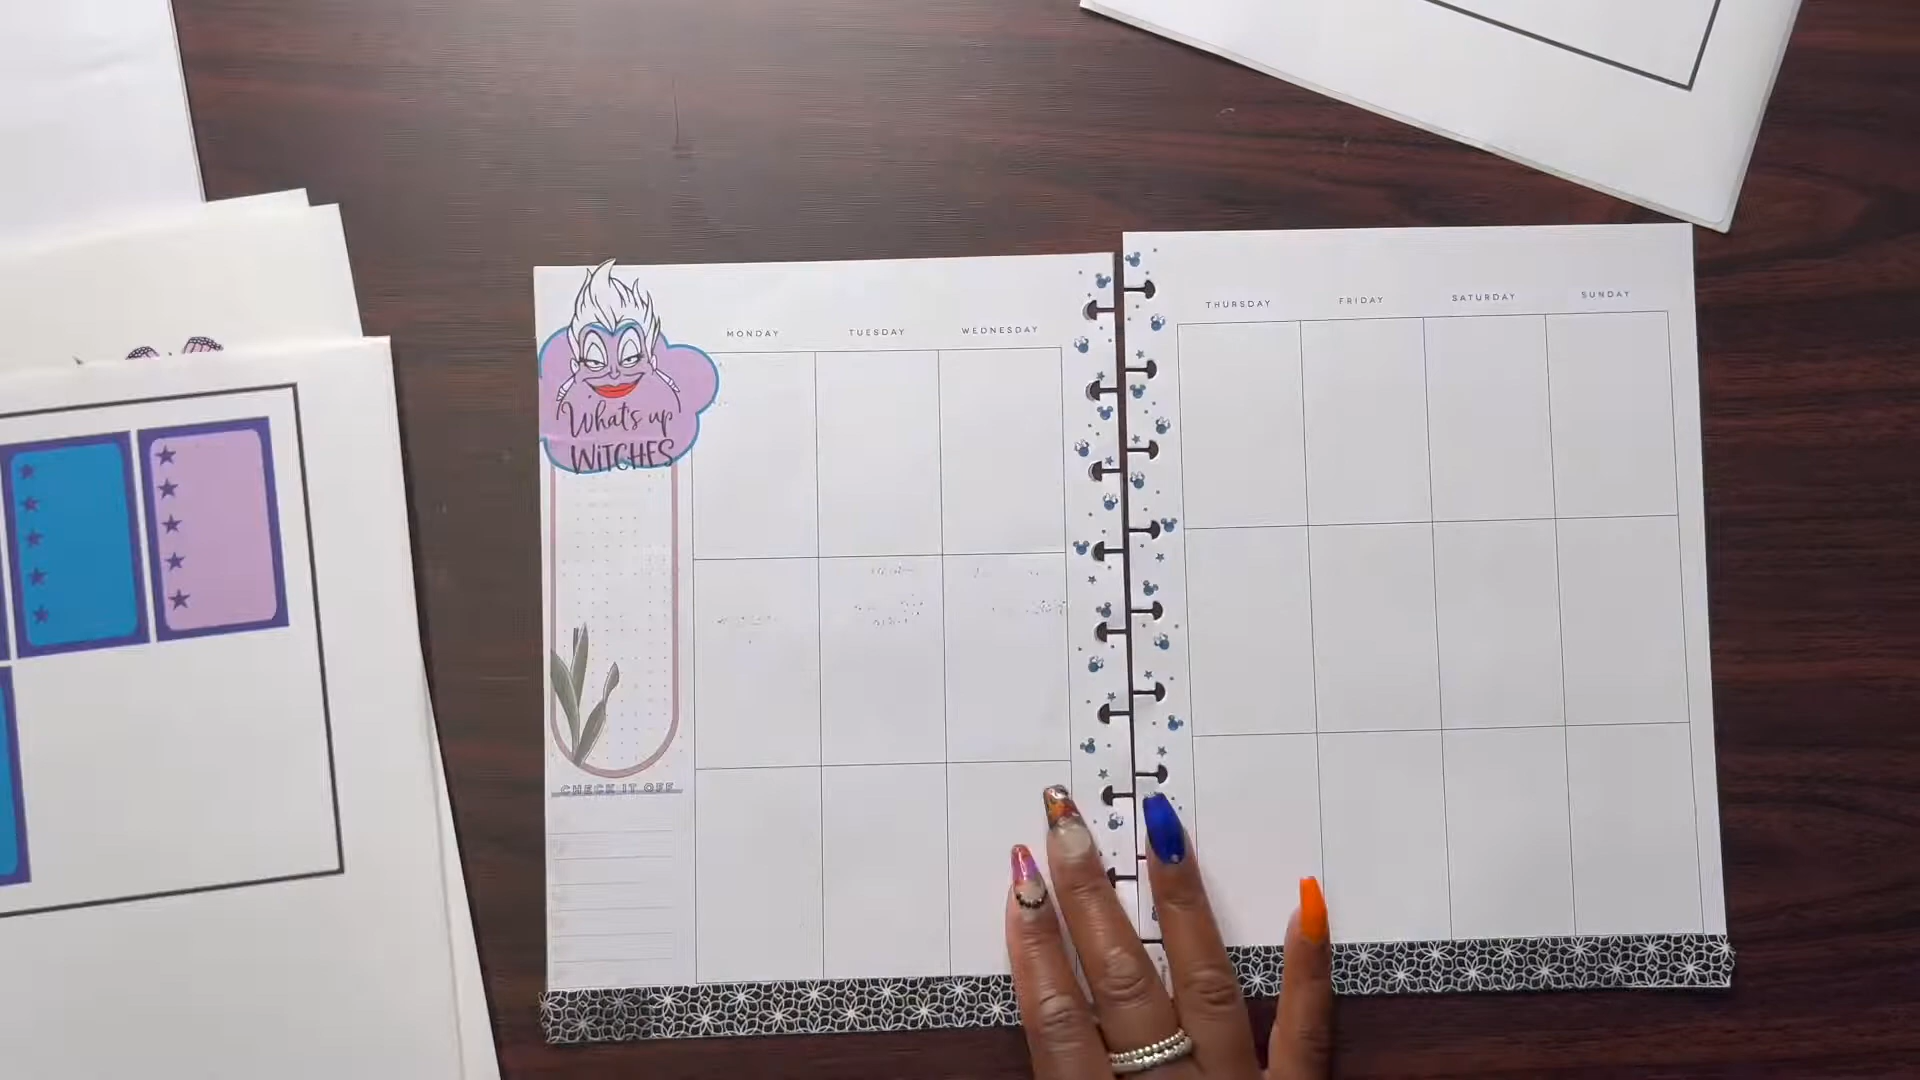 What's up
WITCHES
MONDAY
TUESDAY
WEDNESDAY
THURSDAY
FRIDAY
SATURDAY
SUNDAY
CHECK IT OFF